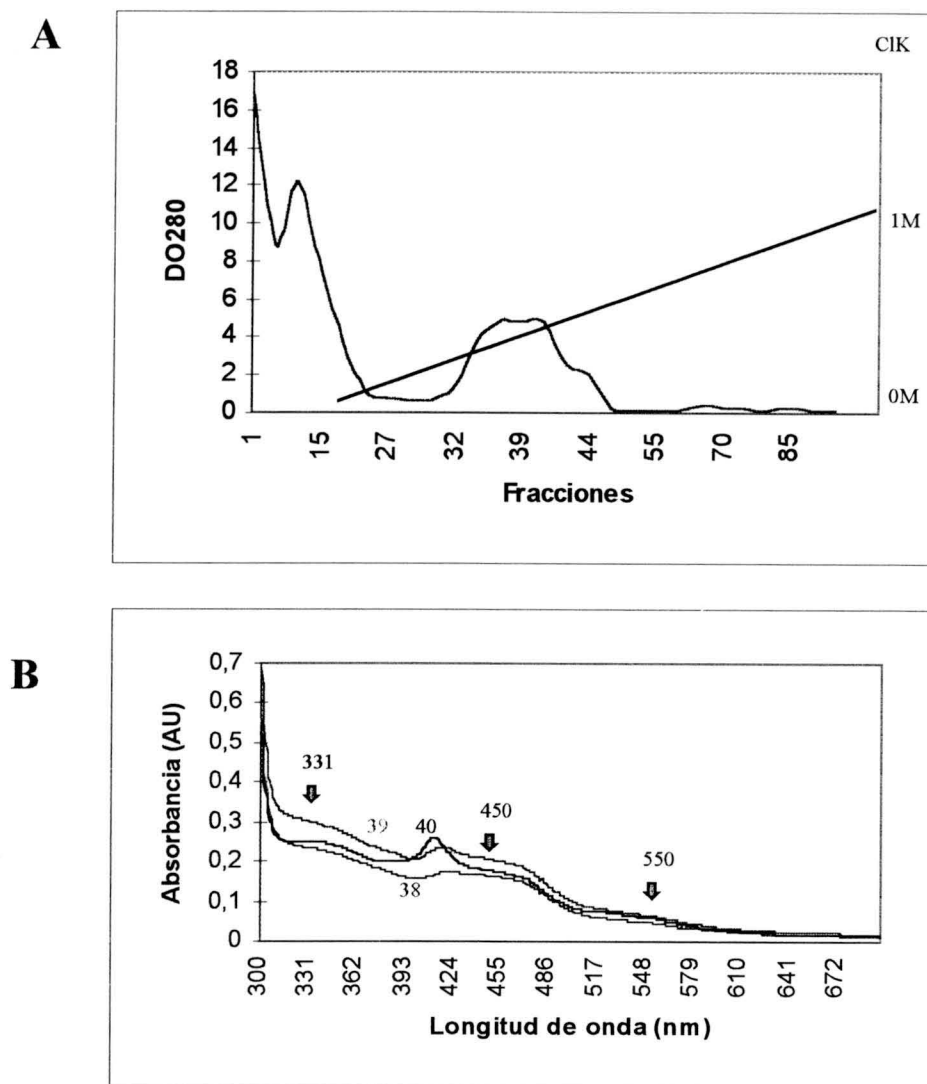 A
ClK
DO280
18
16
14
12
10
8
6
4
2
0
1M
0M
1 15 27 32 39 44 55 70 85
Fracciones
B
Absorbancia (AU)
0,7
0,6
0,5
0,4
0,3
0,2
0,1
0
331
39 40 450
38
550
300 331 362 393 424 455 486 517 548 579 610 641 672
Longitud de onda (nm)